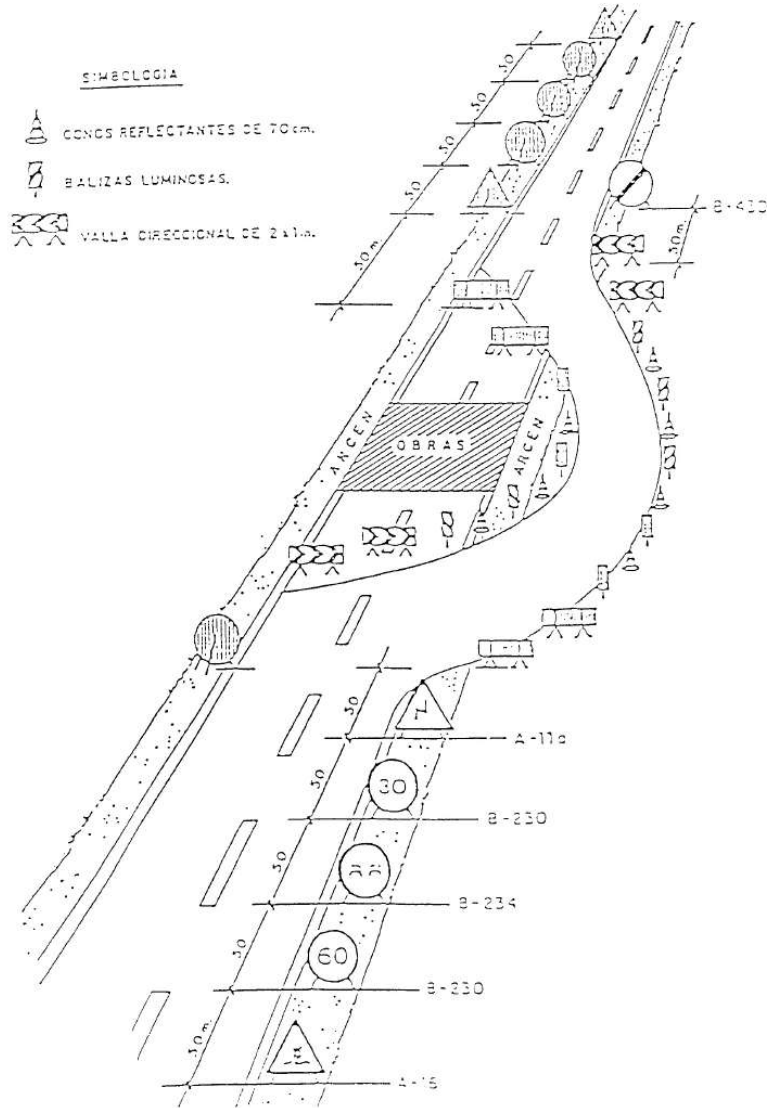 SIMBOLOGIA
CONOS REFLECTANTES DE 70 cm.
BALIZAS LUMINOSAS.
VALLA DIRECCIONAL DE 2 x 1 m.
30
30
30
30
30 m.
B-430
30 m.
ARCEN
OBRAS
ARCEN
30
A-11a
30
30
B-230
30
B-234
60
30
B-230
30 m.
A-15